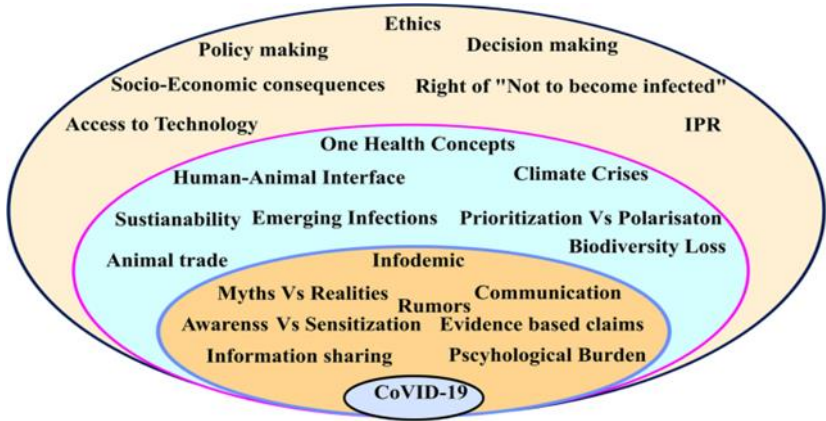 Ethics
Policy making
Decision making
Socio-Economic consequences
Right of "Not to become infected"
Access to Technology
IPR
One Health Concepts
Human-Animal Interface
Climate Crises
Sustianability
Emerging Infections
Prioritization Vs Polarisaton
Biodiversity Loss
Animal trade
Infodemic
Myths Vs Realities
Communication
Rumors
Awarenss Vs Sensitization
Evidence based claims
Information sharing
Pscyhological Burden
CoVID-19